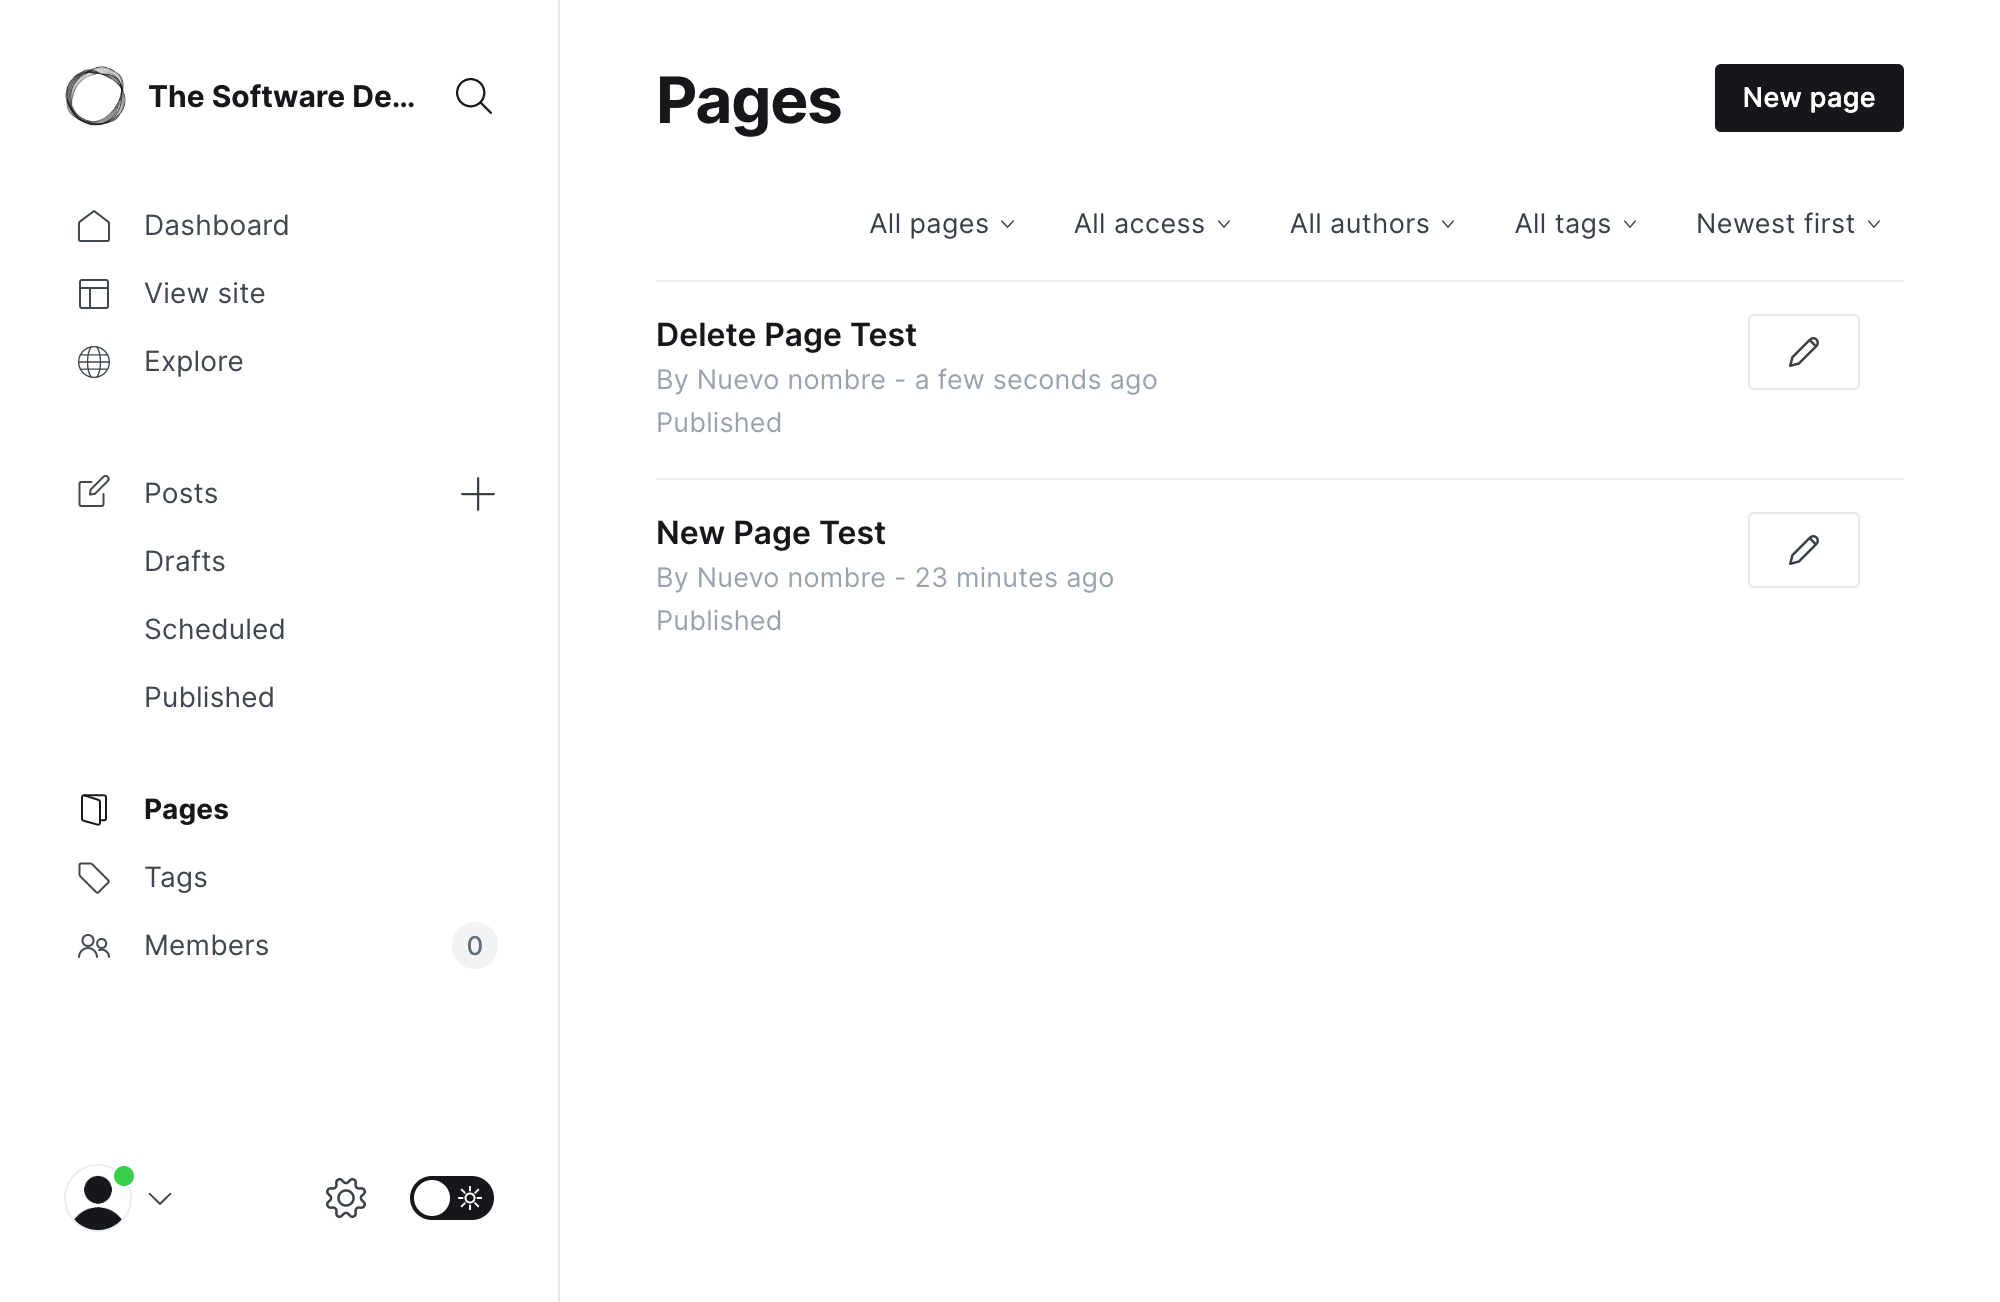 The Software De...
Dashboard
View site
Explore
Posts
Drafts
Scheduled
Published
Pages
Tags
Members
0
Pages
New page
All pages
All access
All authors
All tags
Newest first
Delete Page Test
By Nuevo nombre - a few seconds ago
Published
New Page Test
By Nuevo nombre - 23 minutes ago
Published